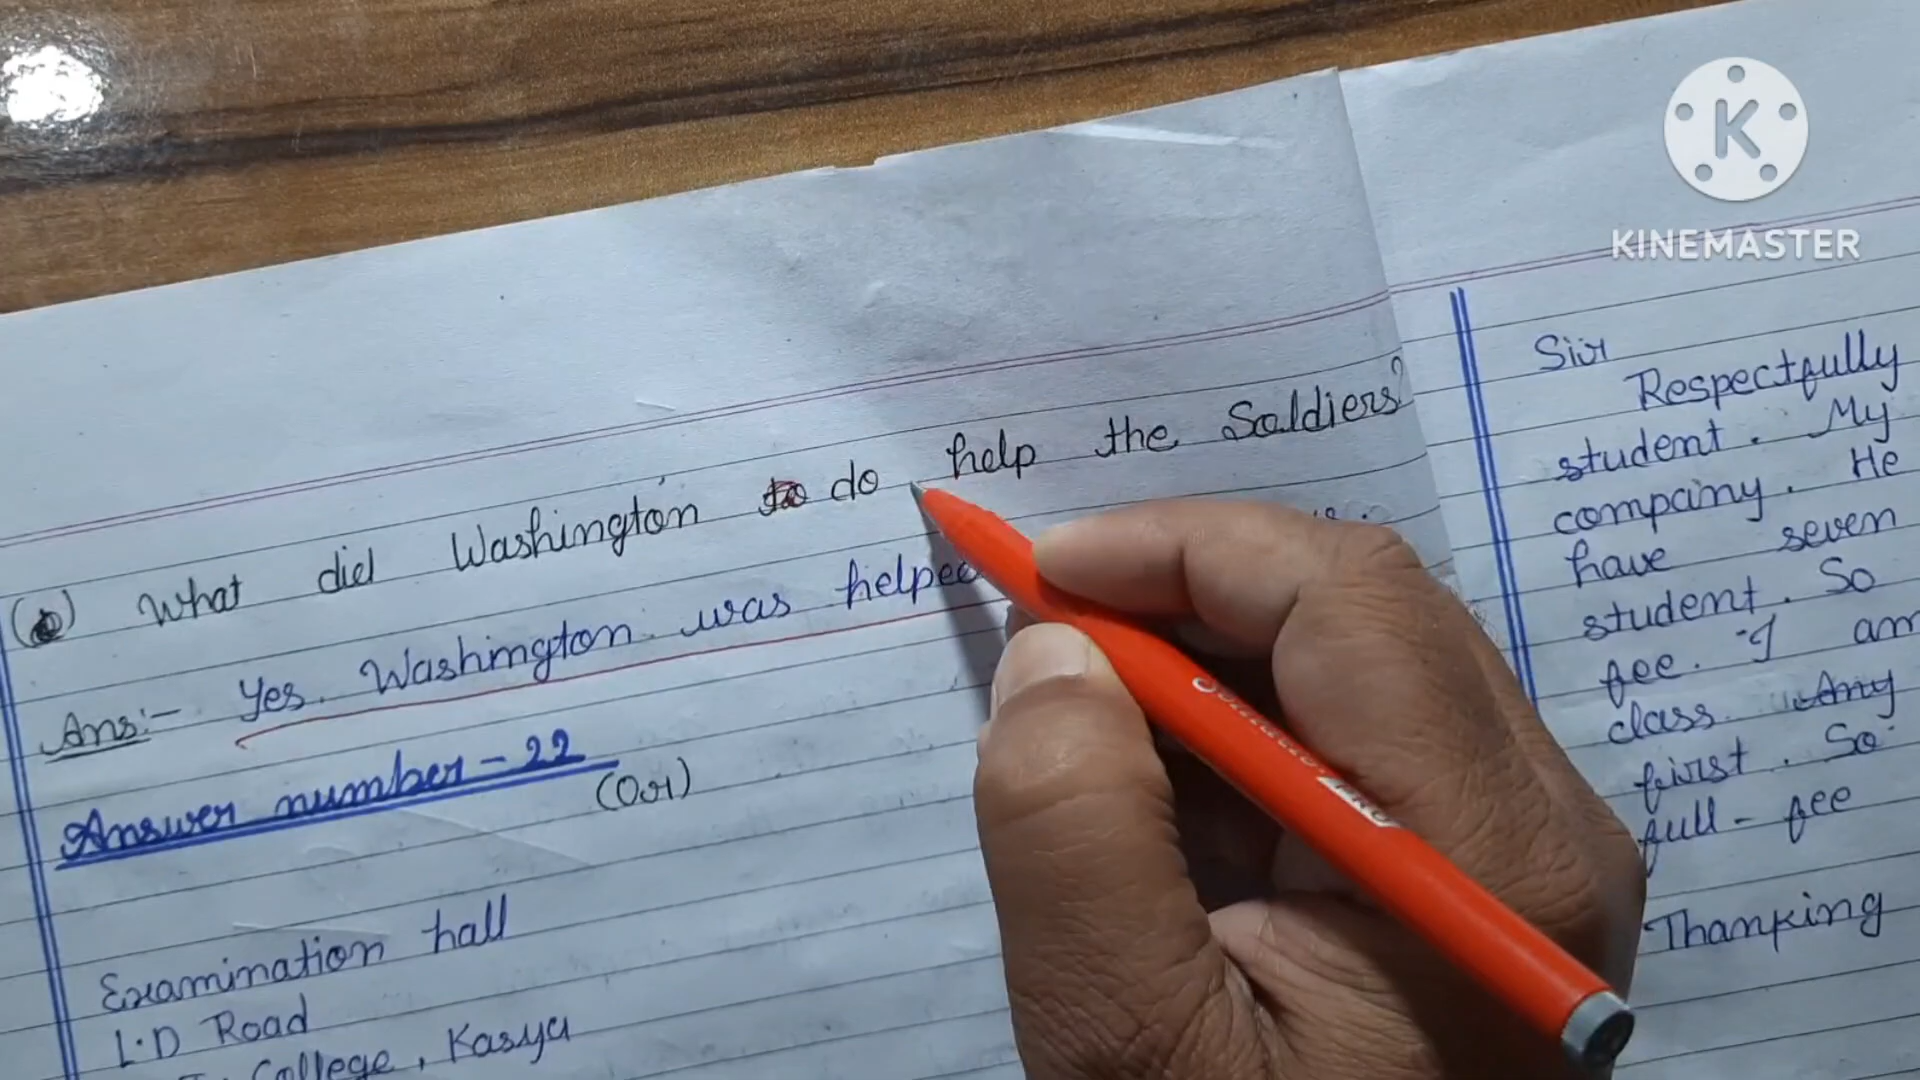 What did Washington to do help the Soldiers?
Ans:- Yes. Washington was helped
Answer number - 22
(Or)
Examination hall
L.D Road
College, Kasya
Sir
Respectfully
student. My
company. He
have seven
student. So
fee. I am
class. Any
first. So
full - fee
Thanking
KINEMASTER